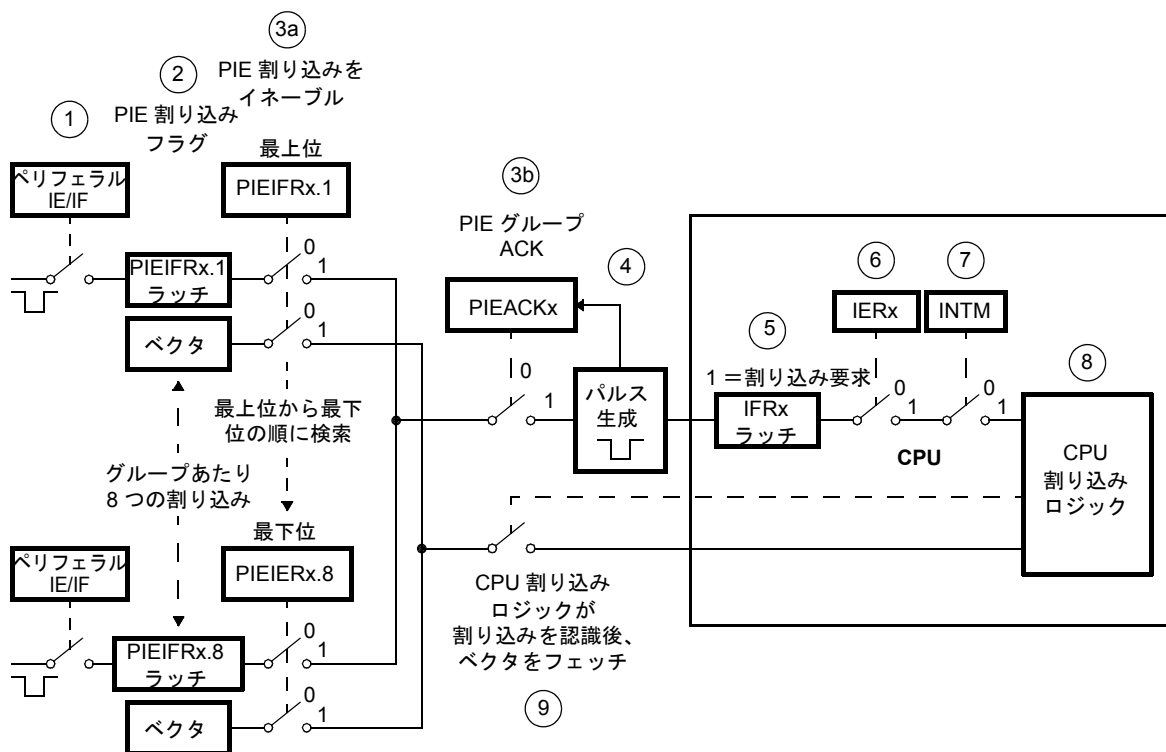 3a
PIE 割り込みを
イネーブル
2
PIE 割り込み
フラグ
1
最上位
ペリフェラル
IE/IF
PIEIFRx.1
3b
PIE グループ
ACK
0
1
PIEIFRx.1
ラッチ
0
1
ベクタ
4
6
7
PIEACKx
IERx
INTM
5
8
0
1
パルス
生成
1 ＝割り込み要求
IFRx
ラッチ
0
1
0
1
CPU
CPU
割り込み
ロジック
最上位から最下
位の順に検索
グループあたり
8 つの割り込み
最下位
ペリフェラル
IE/IF
PIEIERx.8
CPU 割り込み
ロジックが
割り込みを認識後、
ベクタをフェッチ
9
0
1
PIEIFRx.8
ラッチ
0
1
ベクタ